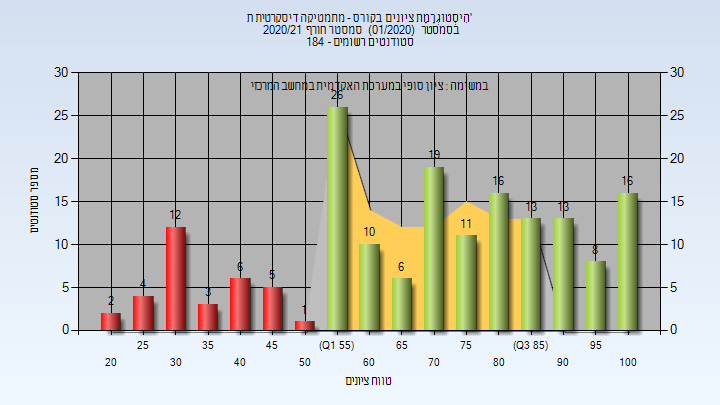 היסטוגרמת ציונים בקורס - מתמטיקה דיסקרטית ת'
בסמסטר (01/2020) סמסטר חורף 2020/21
סטודנטים רשומים - 184
במשימה : ציון סופי במערכת האקדמית במחשב המרכזי
30 30
25 25
20 20
15 15
10 10
5 5
0 0
2 4 12 3 6 5 1 26 10 6 19 11 16 13 13 8 16
מספר סטודנטים
25 35 45 (Q1 55) 65 75 (Q3 85) 95
20 30 40 50 60 70 80 90 100
טווח ציונים